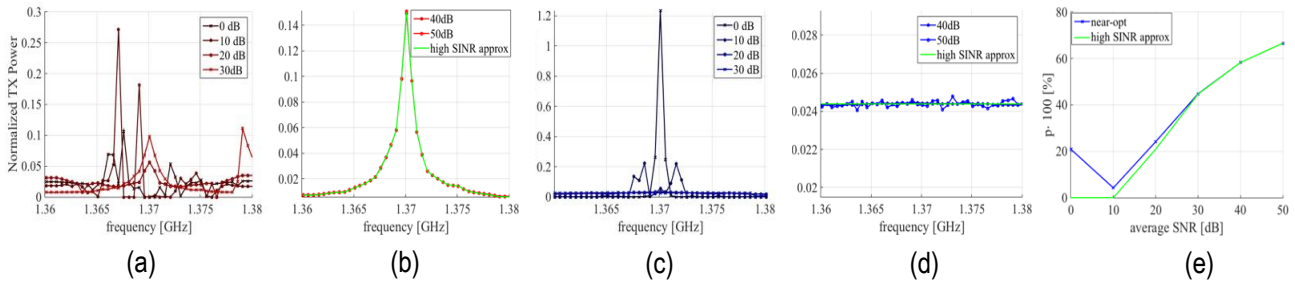 Normalized TX Power
0.3
0.25
0.2
0.15
0.1
0.05
0
1.36
1.365
1.37
1.375
1.38
frequency [GHz]
0 dB
10 dB
20 dB
30dB
(a)
0.14
0.12
0.1
0.08
0.06
0.04
0.02
1.36
1.365
1.37
1.375
1.38
frequency [GHz]
40dB
50dB
high SINR approx
(b)
1.2
1
0.8
0.6
0.4
0.2
0
1.36
1.365
1.37
1.375
1.38
frequency [GHz]
0 dB
10 dB
20 dB
30 dB
(c)
0.028
0.026
0.024
0.022
0.02
1.36
1.365
1.37
1.375
1.38
frequency [GHz]
40dB
50dB
high SINR approx
(d)
p· 100 [%]
80
60
40
20
0
0
10
20
30
40
50
average SNR [dB]
near-opt
high SINR approx
(e)